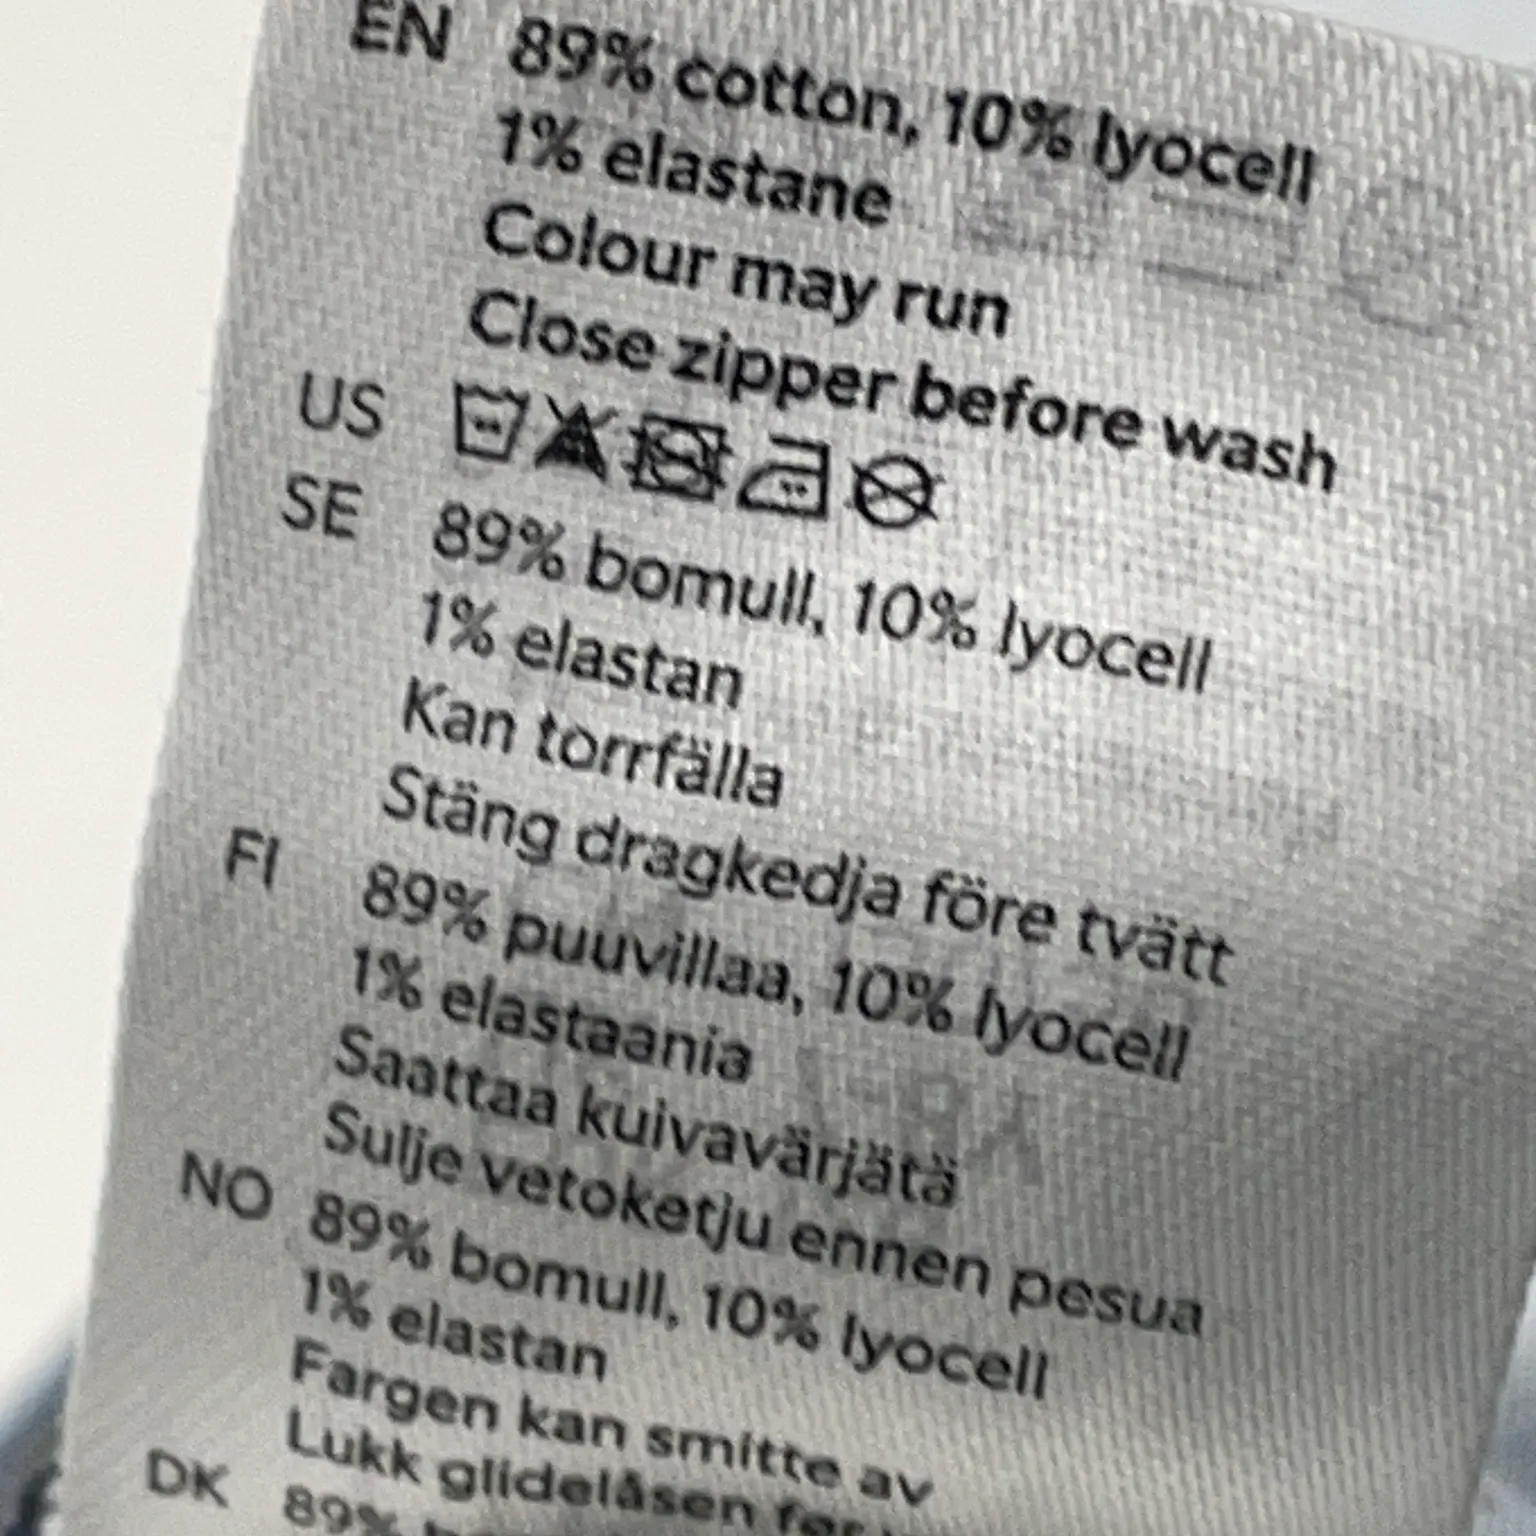 EN 89% cotton, 10% lyocell
1% elastane
Colour may run
Close zipper before wash
US
SE 89% bomull, 10% lyocell
1% elastan
Kan torrfälla
Stäng dragkedja före tvätt
FI 89% puuvillaa, 10% lyocell
1% elastaania
Saattaa kuivavärjätä
Sulje vetoketju ennen pesua
NO 89% bomull, 10% lyocell
1% elastan
Fargen kan smitte av
Lukk glidelåsen før
DK 89%